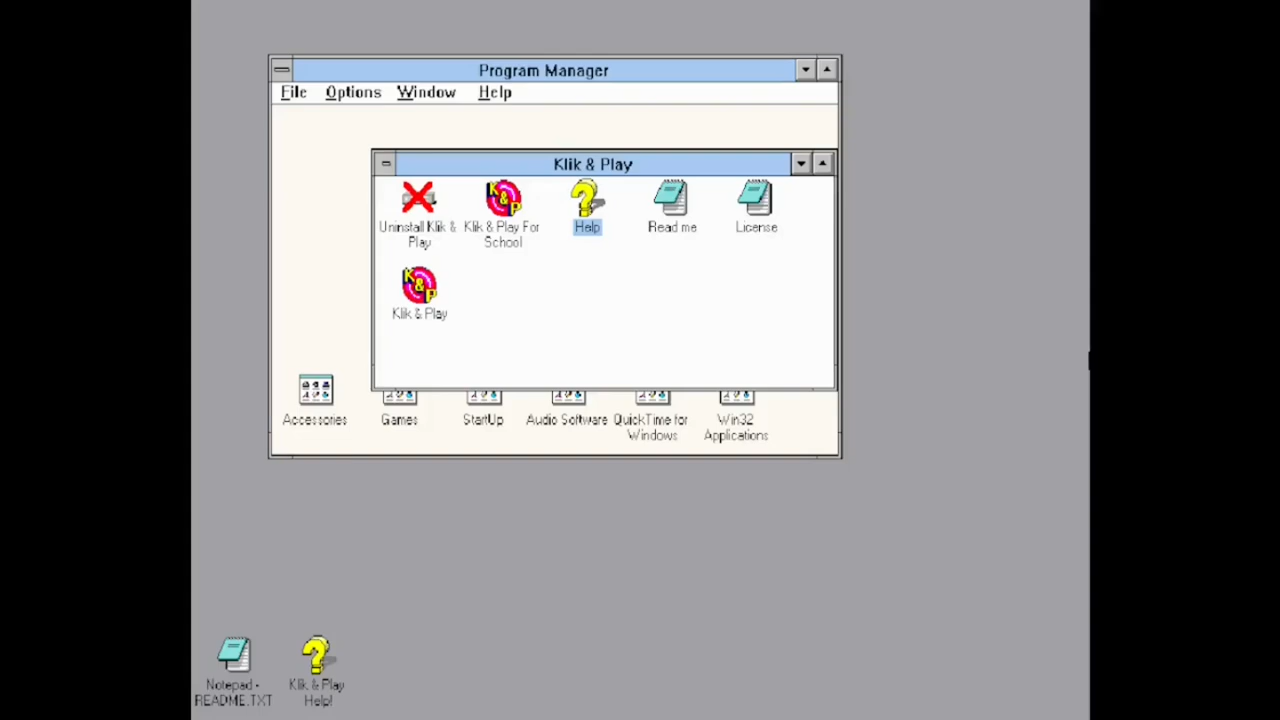 Program Manager
File Options Window Help
Klik & Play
Uninstall Klik & Play
Klik & Play For School
Help
Read me
License
Klik & Play
Accessories
Games
StartUp
Audio Software
QuickTime for Windows
Win32 Applications
Notepad - README.TXT
Klik & Play Help!